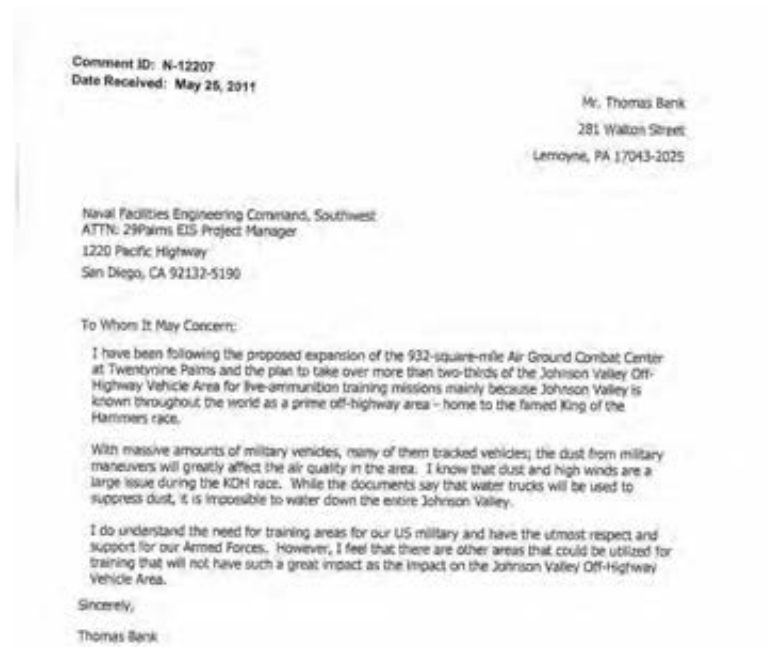 Comment ID: N-12207
Date Received: May 25, 2011
Mr. Thomas Bank
281 Walton Street
Lemoyne, PA 17043-2025
Naval Facilities Engineering Command, Southwest
ATTN: 29Palms EIS Project Manager
1220 Pacific Highway
San Diego, CA 92132-5190
To Whom It May Concern:
I have been following the proposed expansion of the 932-square-mile Air Ground Combat Center
at Twentynine Palms and the plan to take over more than two-thirds of the Johnson Valley Off-
Highway Vehicle Area for live-ammunition training missions mainly because Johnson Valley is
known throughout the world as a prime off-highway area - home to the famed King of the
Hammers race.
With massive amounts of military vehicles, many of them tracked vehicles; the dust from military
maneuvers will greatly affect the air quality in the area. I know that dust and high winds are a
large issue during the KOH race. While the documents say that water trucks will be used to
suppress dust, it is impossible to water down the entire Johnson Valley.
I do understand the need for training areas for our US military and have the utmost respect and
support for our Armed Forces. However, I feel that there are other areas that could be utilized for
training that will not have such a great impact as the impact on the Johnson Valley Off-Highway
Vehicle Area.
Sincerely,
Thomas Bank